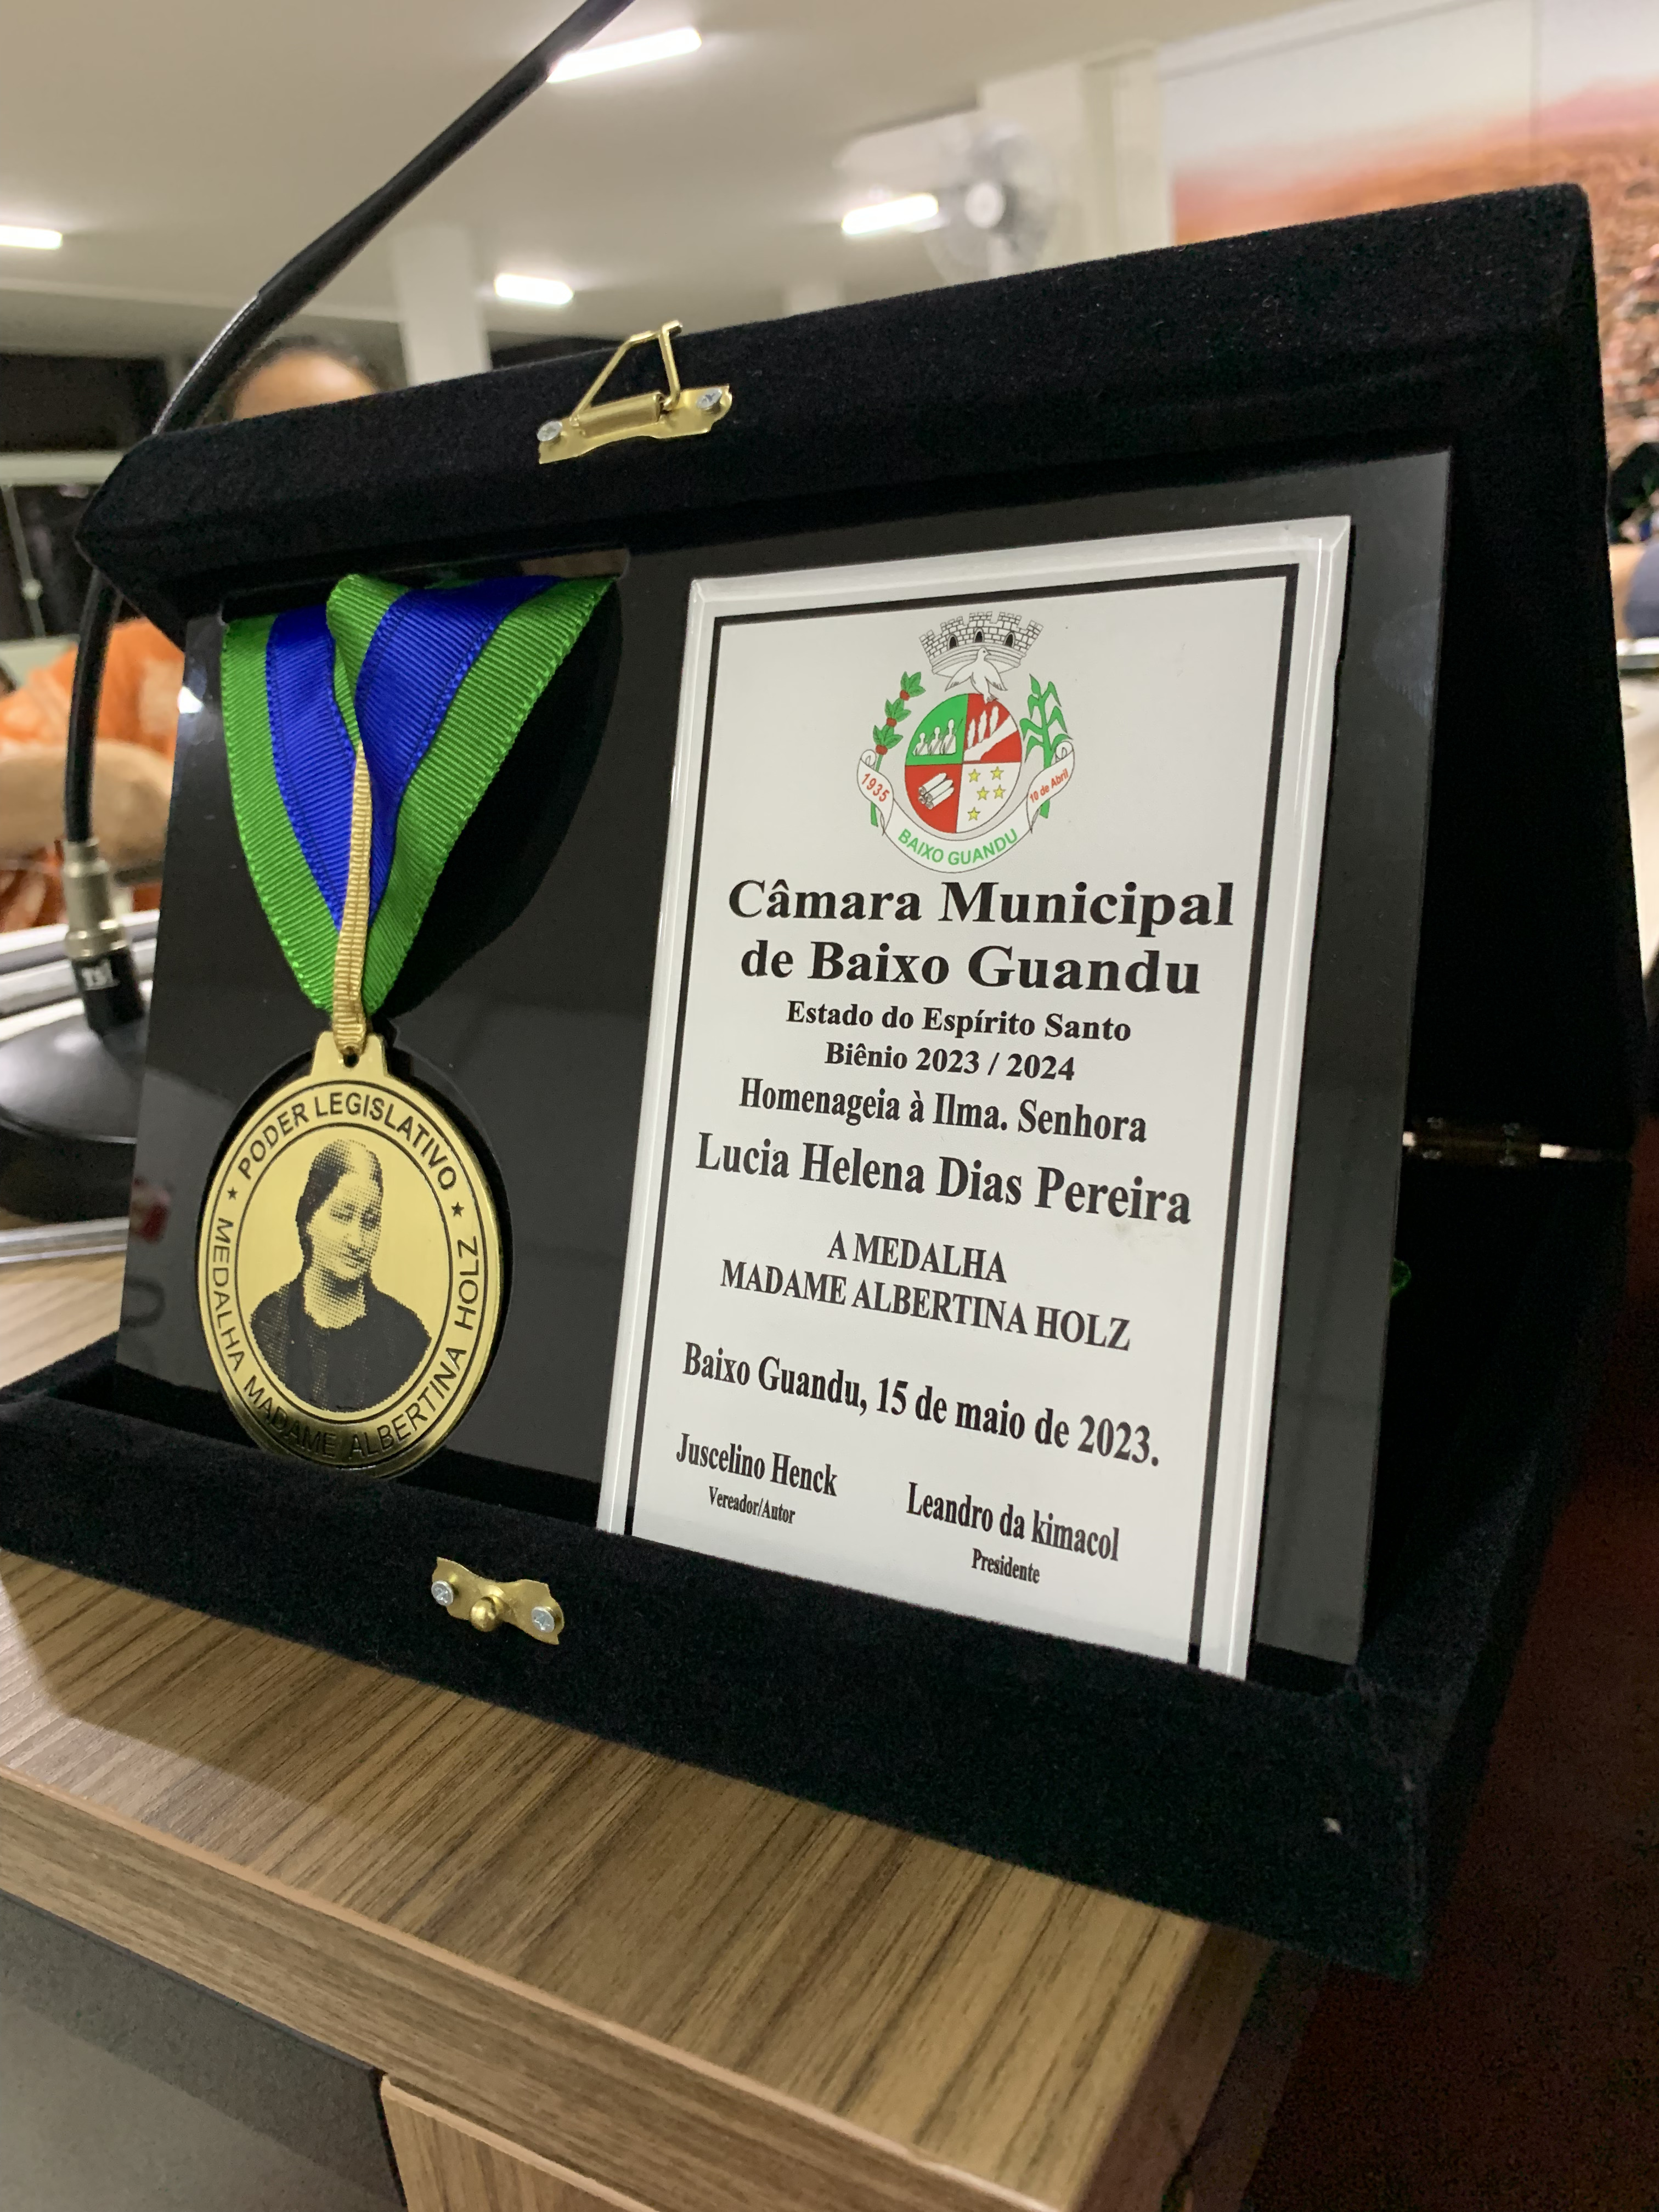 PODER LEGISLATIVO
MEDALHA MADAME ALBERTINA HOLZ
1935
10 de Abril
BAIXO GUANDU
Câmara Municipal
de Baixo Guandu
Estado do Espírito Santo
Biênio 2023 / 2024
Homenageia à Ilma. Senhora
Lucia Helena Dias Pereira
A MEDALHA
MADAME ALBERTINA HOLZ
Baixo Guandu, 15 de maio de 2023.
Juscelino Henck
Vereador/Autor
Leandro da kimacol
Presidente